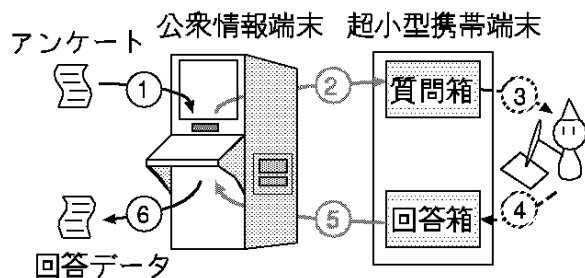 公衆情報端末 超小型携帯端末
アンケート
① ② 質問箱 ③
⑥ ⑤ 回答箱 ④
回答データ